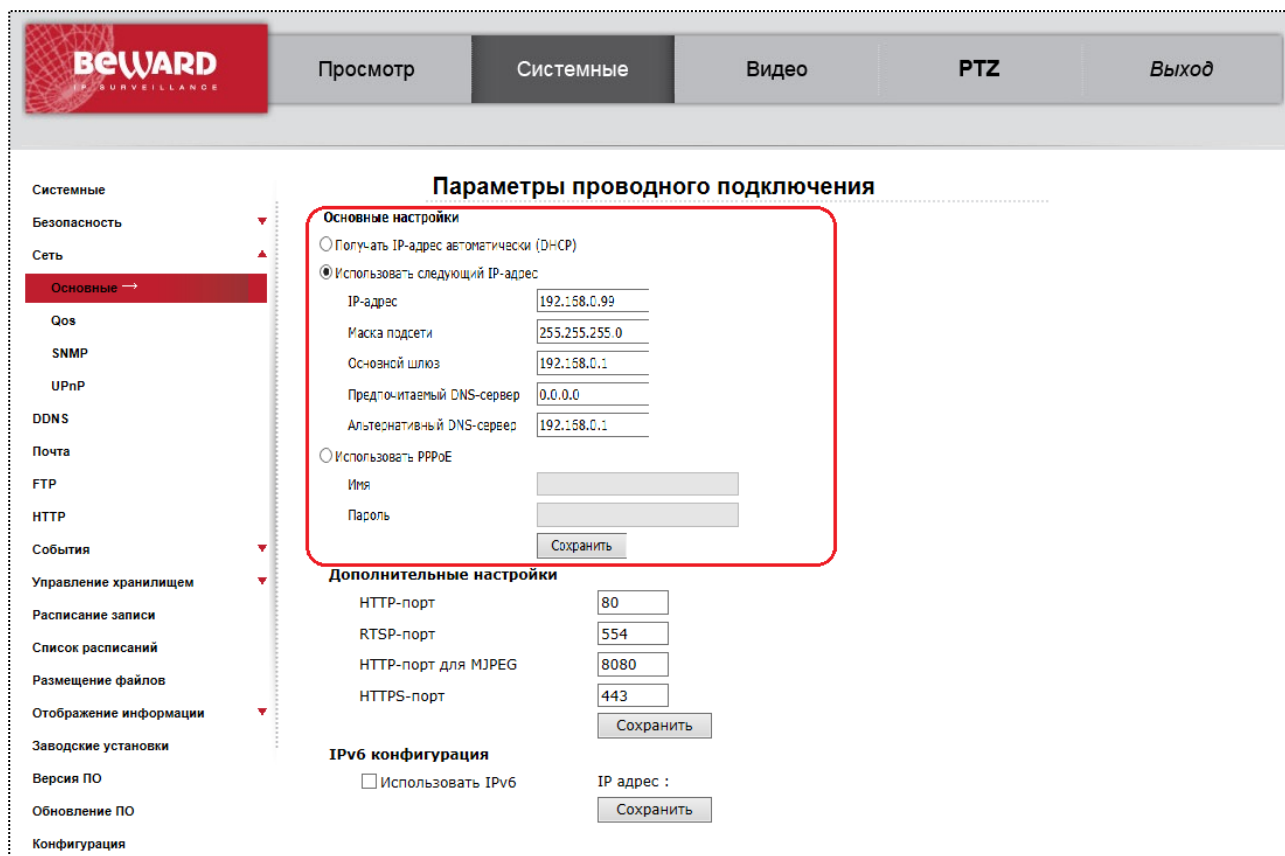 BEWARD
IP SURVEILLANCE
Просмотр
Системные
Видео
PTZ
Выход
Системные
Безопасность
Сеть
Основные →
Qos
SNMP
UPnP
DDNS
Почта
FTP
HTTP
События
Управление хранилищем
Расписание записи
Список расписаний
Размещение файлов
Отображение информации
Заводские установки
Версия ПО
Обновление ПО
Конфигурация
Параметры проводного подключения
Основные настройки
Получать IP-адрес автоматически (DHCP)
Использовать следующий IP-адрес
IP-адрес 192.168.0.99
Маска подсети 255.255.255.0
Основной шлюз 192.168.0.1
Предпочитаемый DNS-сервер 0.0.0.0
Альтернативный DNS-сервер 192.168.0.1
Использовать PPPoE
Имя
Пароль
Сохранить
Дополнительные настройки
HTTP-порт 80
RTSP-порт 554
HTTP-порт для MJPEG 8080
HTTPS-порт 443
Сохранить
IPv6 конфигурация
Использовать IPv6 IP адрес :
Сохранить